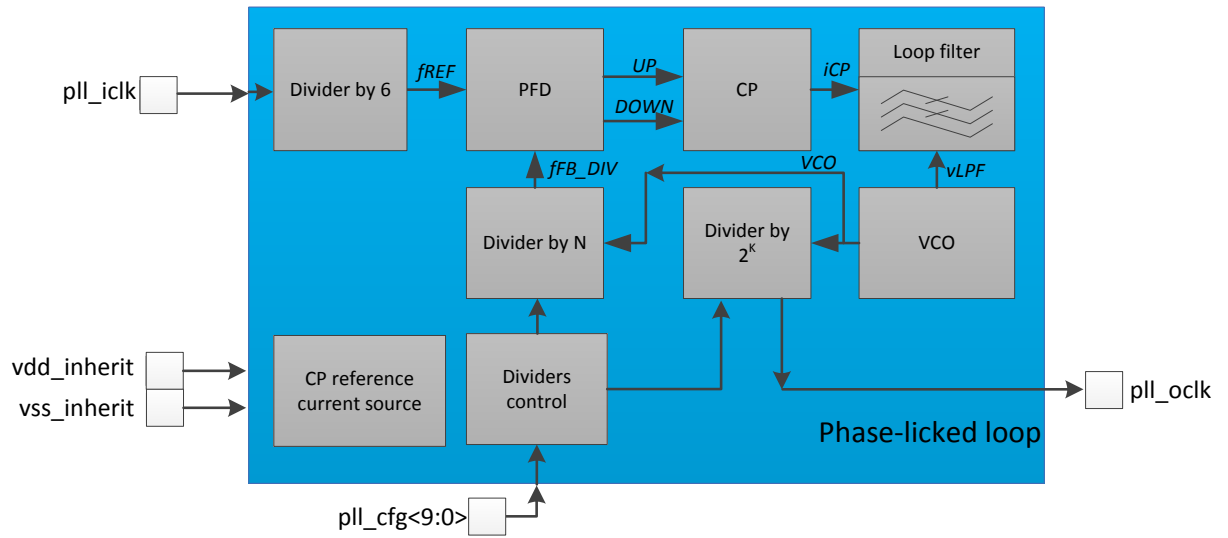 Loop filter
UP
iCP
fREF
pll_iclk
Divider by 6
PFD
CP
DOWN
VCO
fFB_DIV
vLPF
Divider by N
Divider by
2^K
VCO
vdd_inherit
CP reference
current source
Dividers
control
pll_oclk
vss_inherit
Phase-licked loop
pll_cfg<9:0>